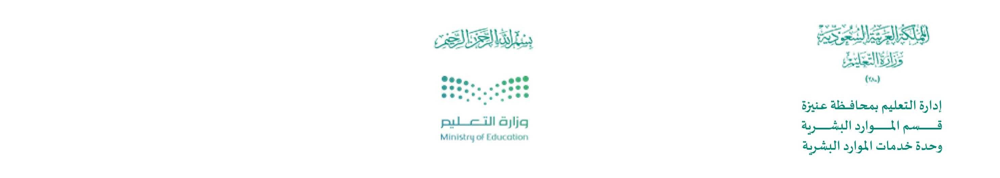 المملكة العربية السعودية
وزارة التعليم
(٢٨٠)
إدارة التعليم بمحافظة عنيزة
قسم الموارد البشرية
وحدة خدمات الموارد البشرية
بسم الله الرحمن الرحيم
وزارة التعليم
Ministry of Education